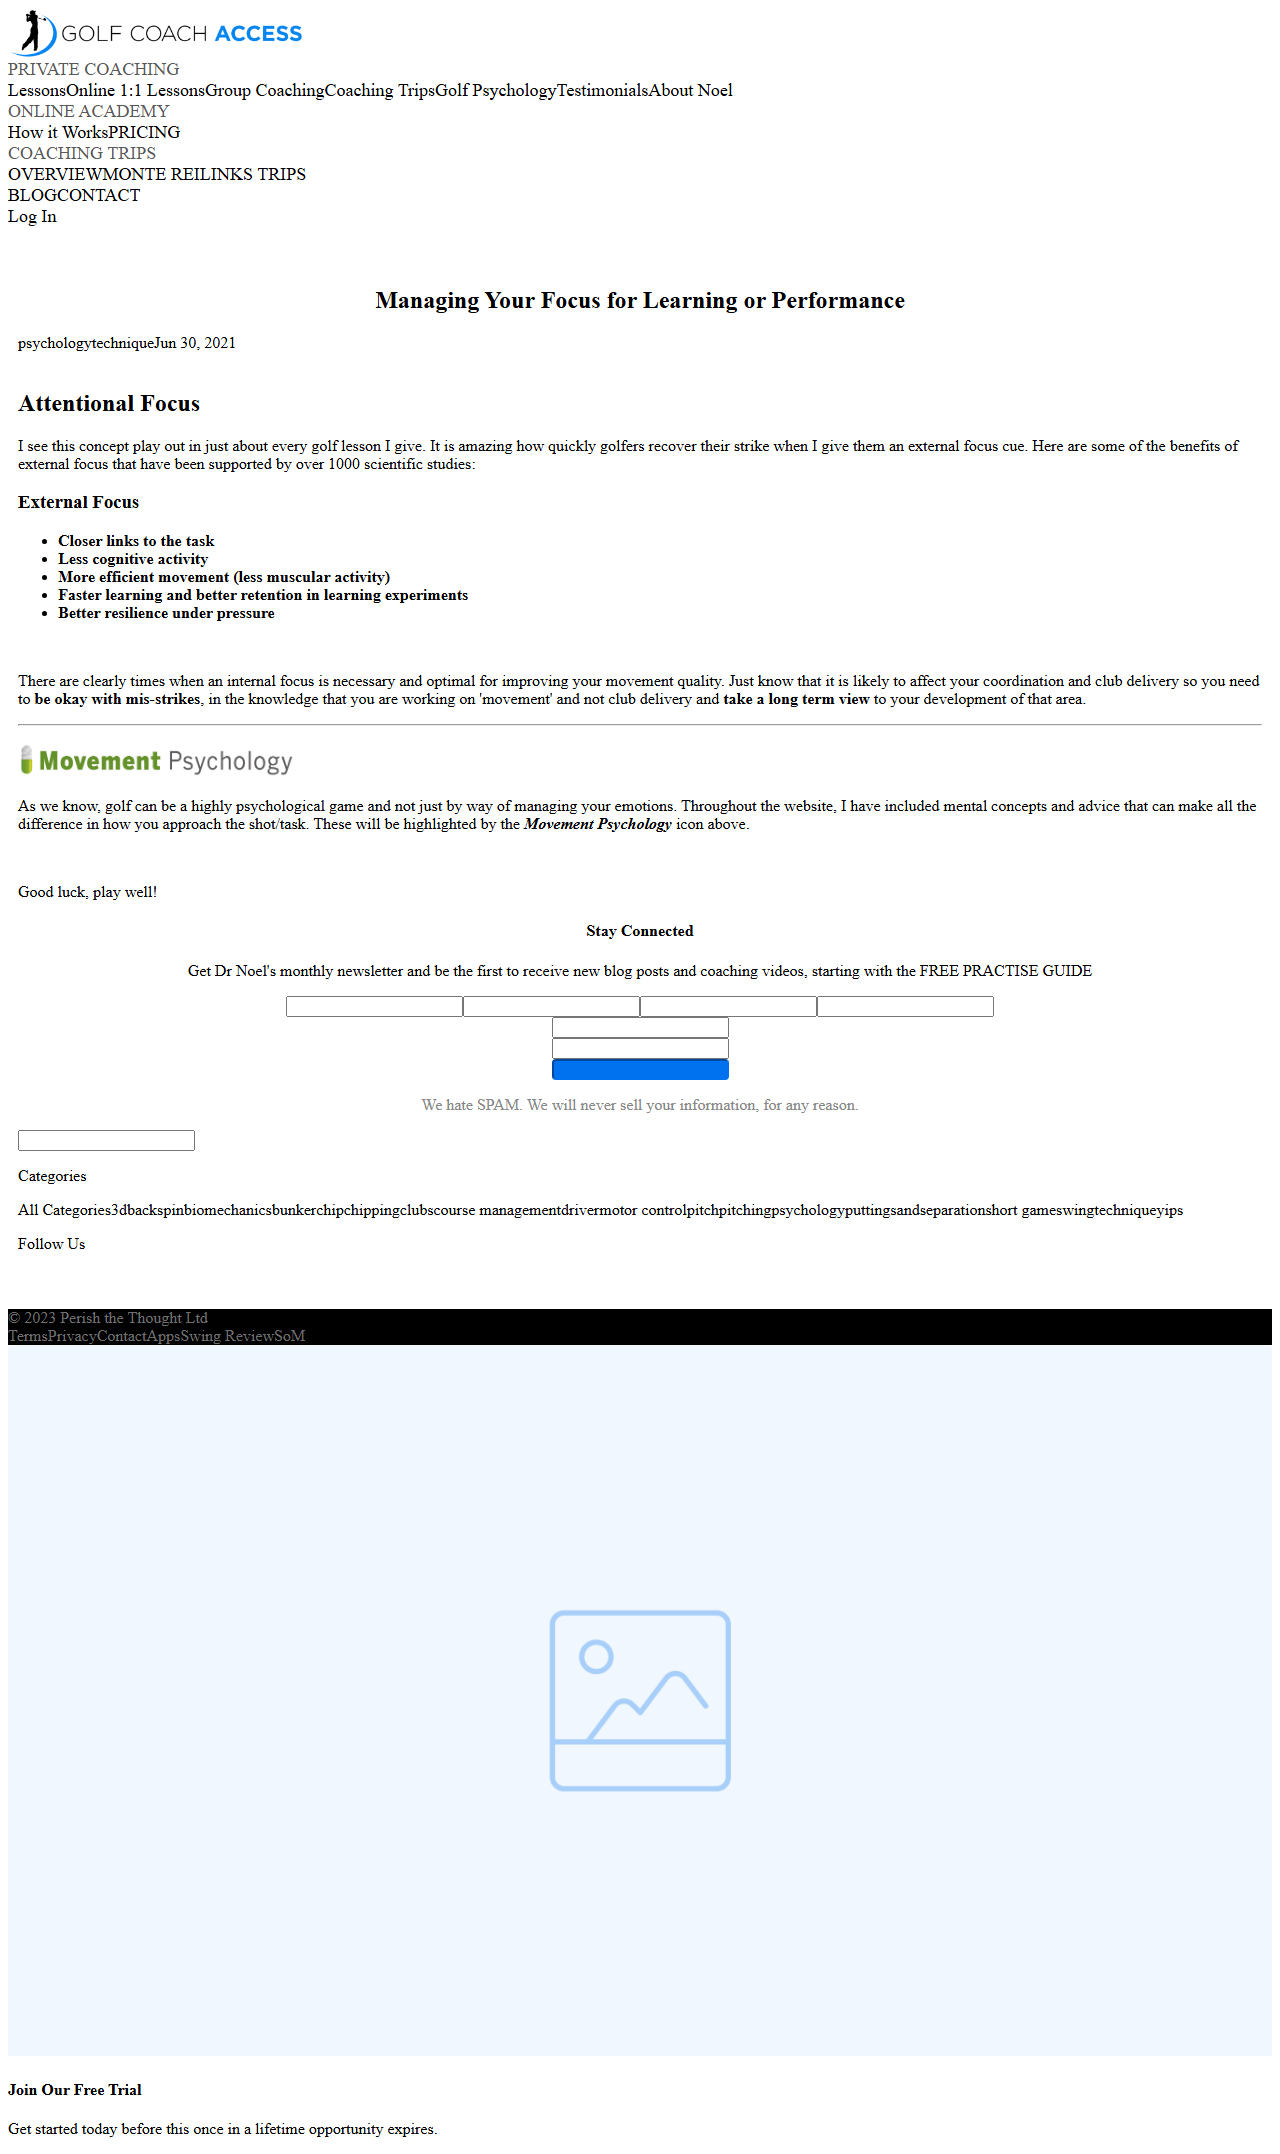 GOLF COACH ACCESS
PRIVATE COACHING
LessonsOnline 1:1 LessonsGroup CoachingCoaching TripsGolf PsychologyTestimonialsAbout Noel
ONLINE ACADEMY
How it WorksPRICING
COACHING TRIPS
OVERVIEWMONTE REILINKS TRIPS
BLOGCONTACT
Log In
Managing Your Focus for Learning or Performance
psychologytechniqueJun 30, 2021
Attentional Focus
I see this concept play out in just about every golf lesson I give. It is amazing how quickly golfers recover their strike when I give them an external focus cue. Here are some of the benefits of
external focus that have been supported by over 1000 scientific studies:
External Focus
• Closer links to the task
• Less cognitive activity
• More efficient movement (less muscular activity)
• Faster learning and better retention in learning experiments
• Better resilience under pressure
There are clearly times when an internal focus is necessary and optimal for improving your movement quality. Just know that it is likely to affect your coordination and club delivery so you need
to be okay with mis-strikes, in the knowledge that you are working on 'movement' and not club delivery and take a long term view to your development of that area.
Movement Psychology
As we know, golf can be a highly psychological game and not just by way of managing your emotions. Throughout the website, I have included mental concepts and advice that can make all the
difference in how you approach the shot/task. These will be highlighted by the Movement Psychology icon above.
Good luck, play well!
Stay Connected
Get Dr Noel's monthly newsletter and be the first to receive new blog posts and coaching videos, starting with the FREE PRACTISE GUIDE
We hate SPAM. We will never sell your information, for any reason.
Categories
All Categories3dbackspinbiomechanicsbunkerchipchippingclubscourse managementdrivermotor controlpitchpitchingpsychologyputtingsandseparationshort gameswingtechniqueyips
Follow Us
© 2023 Perish the Thought Ltd
TermsPrivacyContactAppsSwing ReviewSoM
Join Our Free Trial
Get started today before this once in a lifetime opportunity expires.